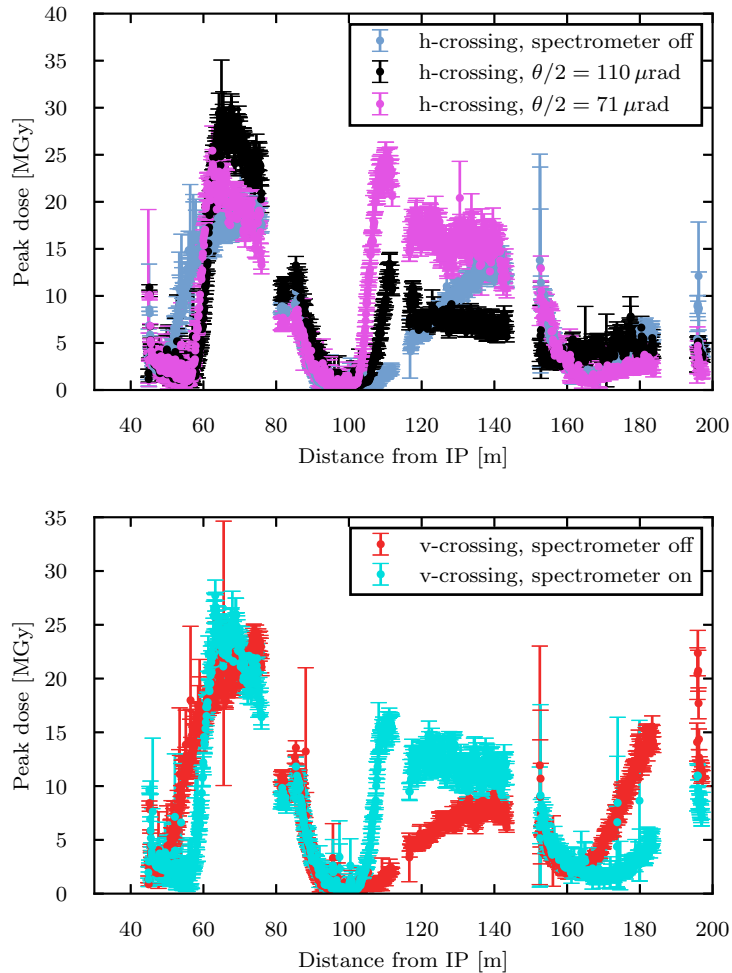 40
35
30
25
20
15
10
5
0
Peak dose [MGy]
h-crossing, spectrometer off
h-crossing, θ/2 = 110 μrad
h-crossing, θ/2 = 71 μrad
40 60 80 100 120 140 160 180 200
Distance from IP [m]
35
30
25
20
15
10
5
0
Peak dose [MGy]
v-crossing, spectrometer off
v-crossing, spectrometer on
40 60 80 100 120 140 160 180 200
Distance from IP [m]